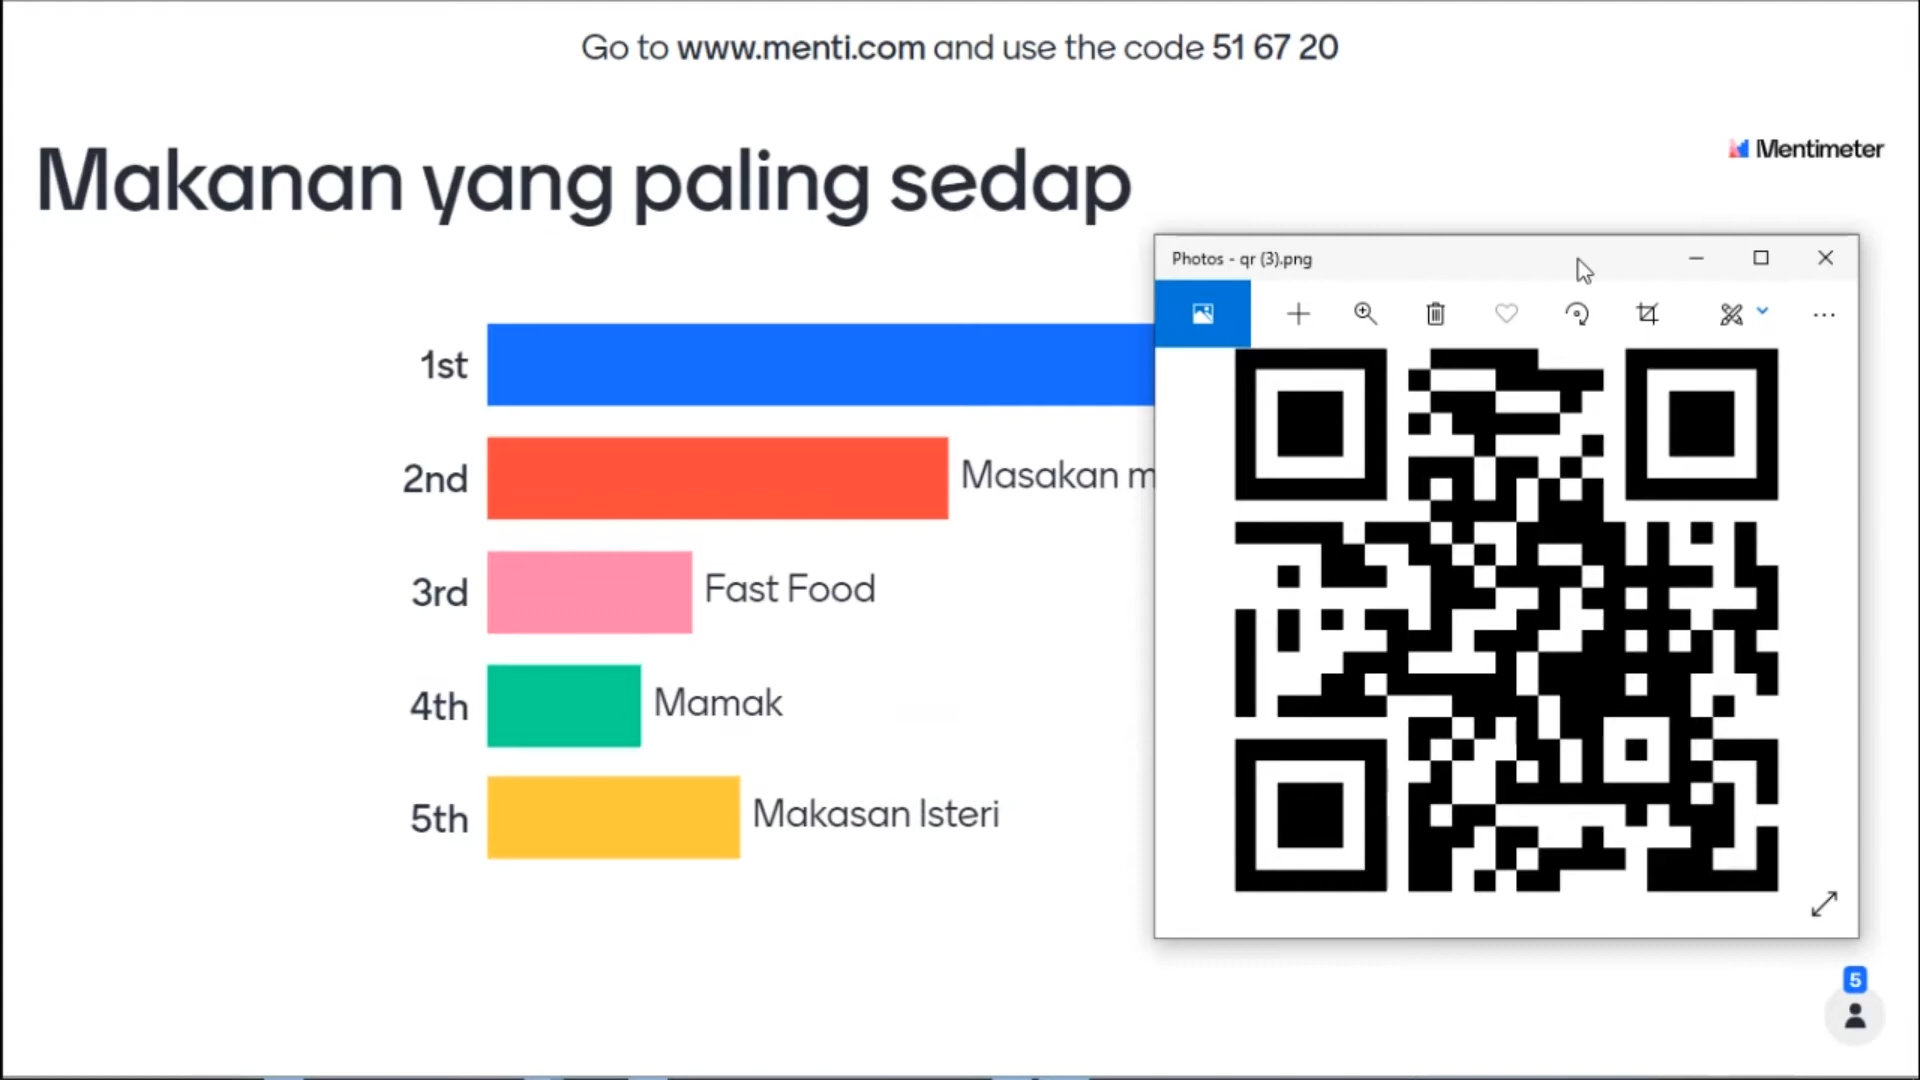 Go to www.menti.com and use the code 51 67 20
Mentimeter
Makanan yang paling sedap
Photos - qr (3).png
1st
2nd Masakan m
3rd Fast Food
4th Mamak
5th Makasan Isteri
5